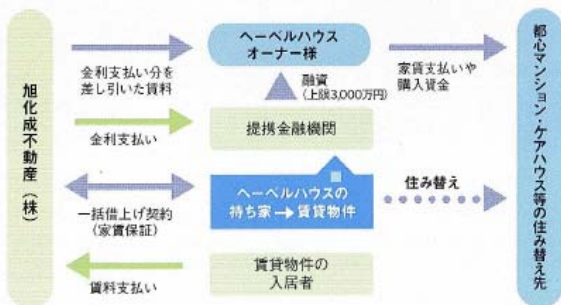 旭化成不動産（株）
金利支払い分を
差し引いた賃料
金利支払い
一括借上げ契約
（家賃保証）
賃料支払い
ヘーベルハウス
オーナー様
融資
（上限3,000万円）
提携金融機関
ヘーベルハウスの
持ち家→賃貸物件
賃貸物件の
入居者
家賃支払いや
購入資金
住み替え
都心マンション・ケアハウス等の住み替え先